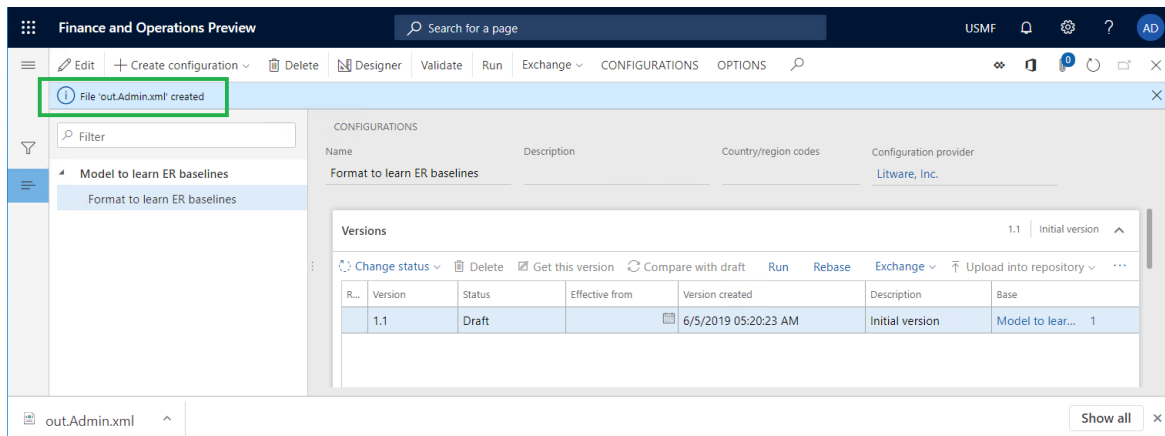 Finance and Operations Preview Search for a page USMF ? AD
Edit + Create configuration Delete Designer Validate Run Exchange CONFIGURATIONS OPTIONS 0
File 'out.Admin.xml' created
Filter
Model to learn ER baselines
Format to learn ER baselines
CONFIGURATIONS
Name Description Country/region codes Configuration provider
Format to learn ER baselines Litware, Inc.
Versions 1.1 Initial version
Change status Delete Get this version Compare with draft Run Rebase Exchange Upload into repository ...
R... Version Status Effective from Version created Description Base
1.1 Draft 6/5/2019 05:20:23 AM Initial version Model to lear... 1
out.Admin.xml Show all